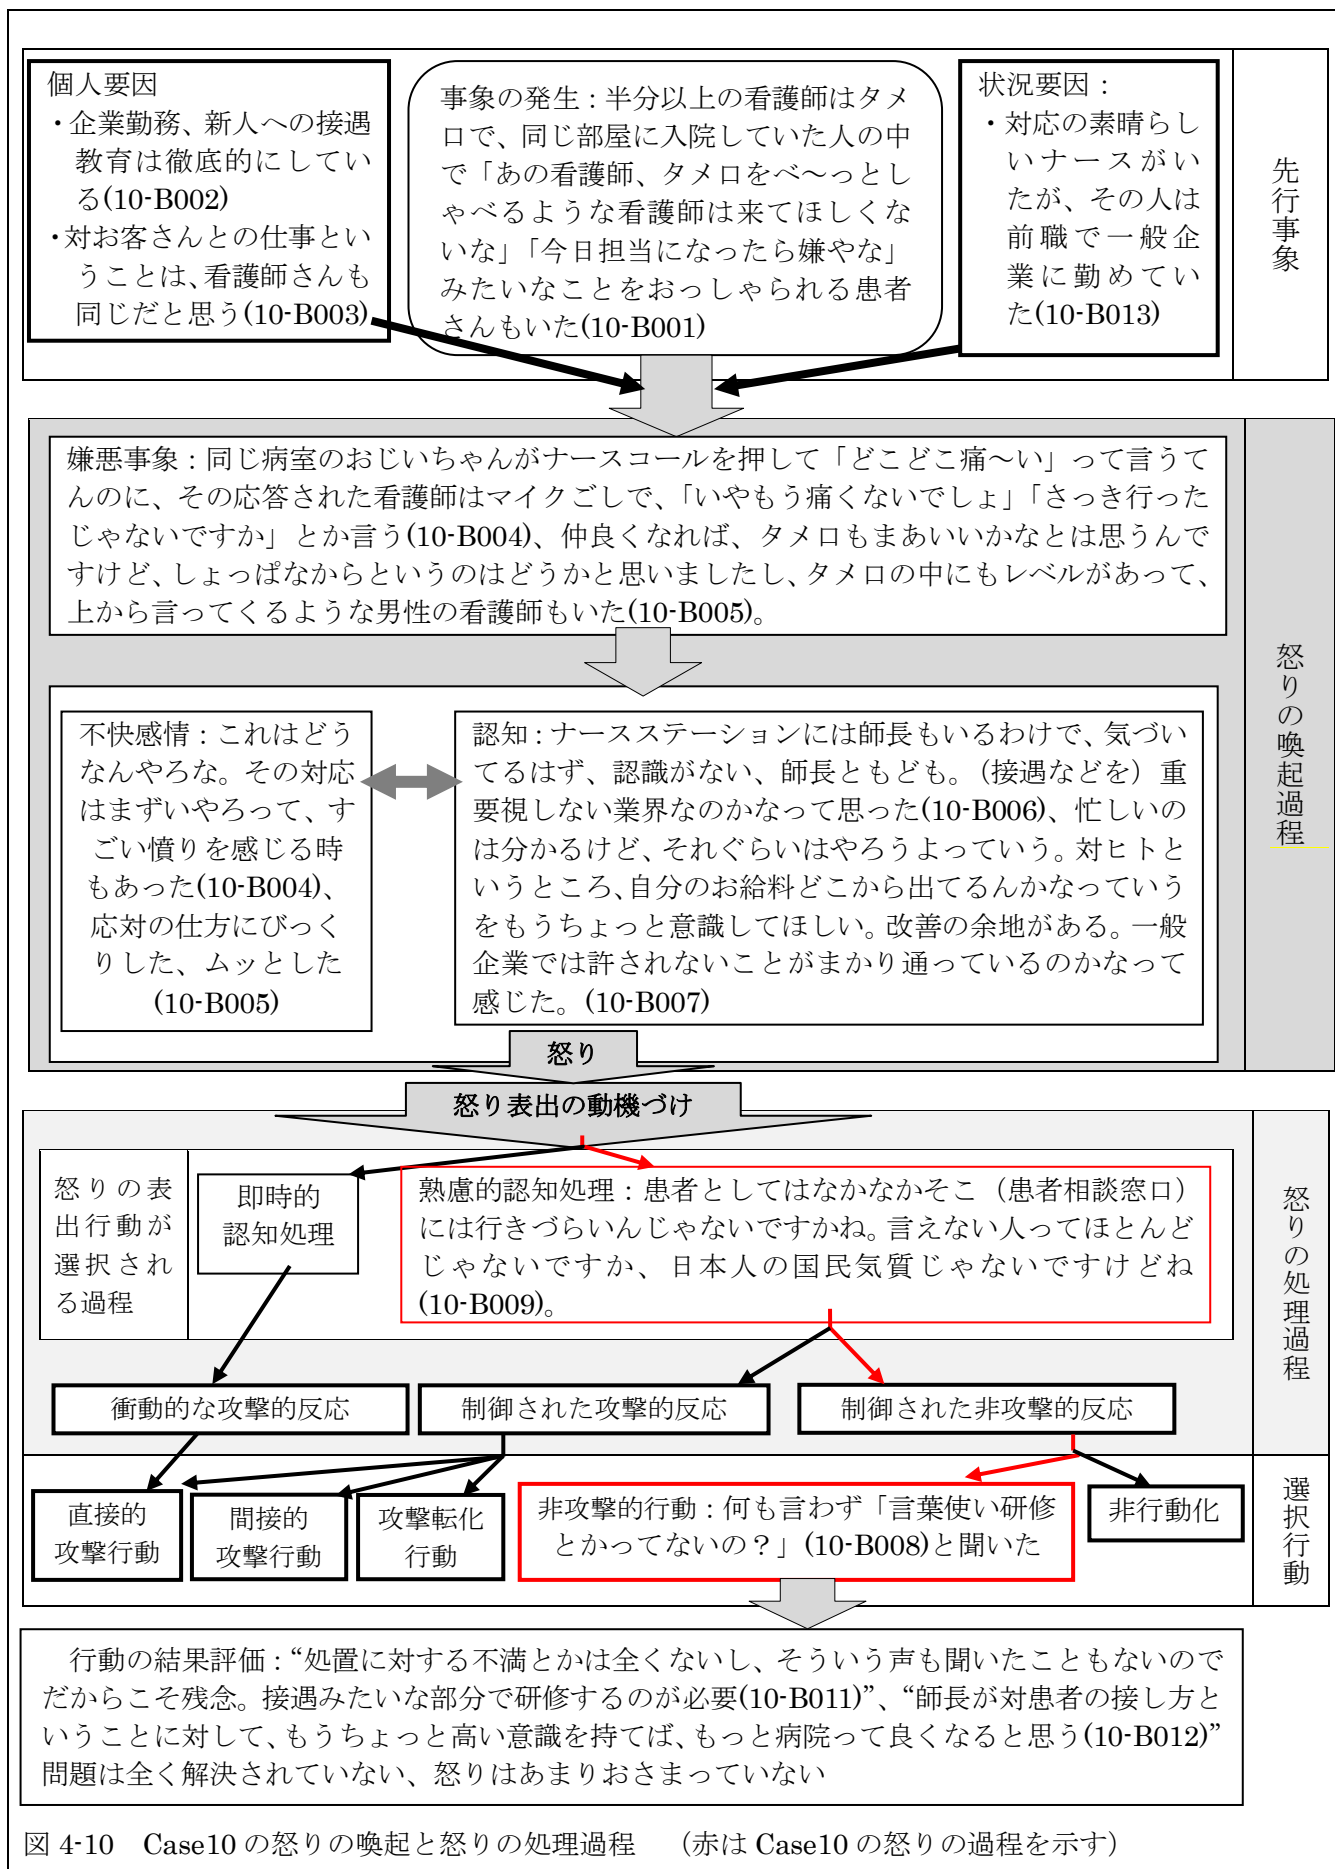 個人要因
・企業勤務、新人への接遇
教育は徹底的にしてい
る(10-B002)
・対お客さんとの仕事とい
うことは、看護師さんも
同じだと思う(10-B003)
事象の発生：半分以上の看護師はタメ
ロで、同じ部屋に入院していた人の中
で「あの看護師、タメロをべ～っとし
ゃべるような看護師は来てほしくな
いな」「今日担当になったら嫌やな」
みたいなことをおっしゃられる患者
さんもいた(10-B001)
状況要因：
・対応の素晴らし
いナースがい
たが、その人は
前職で一般企
業に勤めてい
た(10-B013)
先行事象
嫌悪事象：同じ病室のおじいちゃんがナースコールを押して「どこどこ痛～い」って言うて
んのに、その応答された看護師はマイクごしで、「いやもう痛くないでしょ」「さっき行った
じゃないですか」とか言う(10-B004)、仲良くなれば、タメロもまあいいかなとは思うんで
すけど、しょっぱなからというのはどうかと思いましたし、タメロの中にもレベルがあって、
上から言ってくるような男性の看護師もいた(10-B005)。
不快感情：これはどう
なんやろな。その対応
はまずいやろって、す
ごい憤りを感じる時
もあった(10-B004)、
応対の仕方にびっく
りした、ムッとした
(10-B005)
認知：ナースステーションには師長もいるわけで、気づい
てるはず、認識がない、師長ともども。（接遇などを）重
要視しない業界なのかなって思った(10-B006)、忙しいの
は分かるけど、それぐらいはやろうよっていう。対ヒトと
いうところ、自分のお給料どこから出てるんかなっていう
をもうちょっと意識してほしい。改善の余地がある。一般
企業では許されないことがまかり通っているのかなって
感じた。(10-B007)
怒りの喚起過程
怒り
怒り表出の動機づけ
怒りの表
出行動が
選択され
る過程
即時的
認知処理
熟慮的認知処理：患者としてはなかなかそこ（患者相談窓口）
には行きづらいんじゃないですかね。言えない人ってほとんど
じゃないですか、日本人の国民気質じゃないですけどね
(10-B009)。
怒りの処理過程
衝動的な攻撃的反応
制御された攻撃的反応
制御された非攻撃的反応
直接的
攻撃行動
間接的
攻撃行動
攻撃転化
行動
非攻撃的行動：何も言わず「言葉使い研修
とかってないの？」(10-B008)と聞いた
非行動化
選択行動
行動の結果評価：“処置に対する不満とかは全くないし、そういう声も聞いたこともないので
だからこそ残念。接遇みたいな部分で研修するのが必要(10-B011)”、“師長が対患者の接し方と
いうことに対して、もうちょっと高い意識を持てば、もっと病院って良くなると思う(10-B012)”
問題は全く解決されていない、怒りはあまりおさまっていない
図 4-10　Case10 の怒りの喚起と怒りの処理過程　（赤は Case10 の怒りの過程を示す）